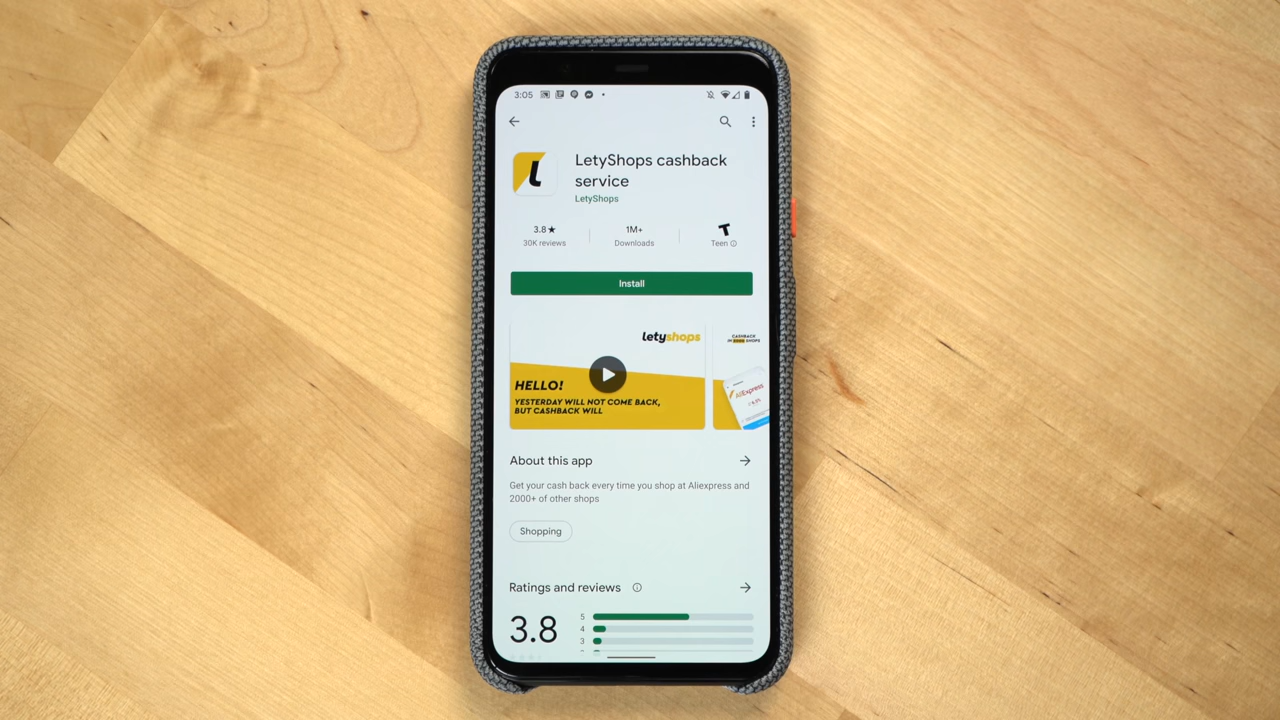 3:05
LetyShops cashback
service
LetyShops
3.8★ 1M+ T
30K reviews Downloads Teen
Install
letyshops
HELLO!
YESTERDAY WILL NOT COME BACK,
BUT CASHBACK WILL
CASHBACK
SHOPS
AliExpress
About this app
Get your cash back every time you shop at Aliexpress and
2000+ of other shops
Shopping
Ratings and reviews
3.8
5
4
3